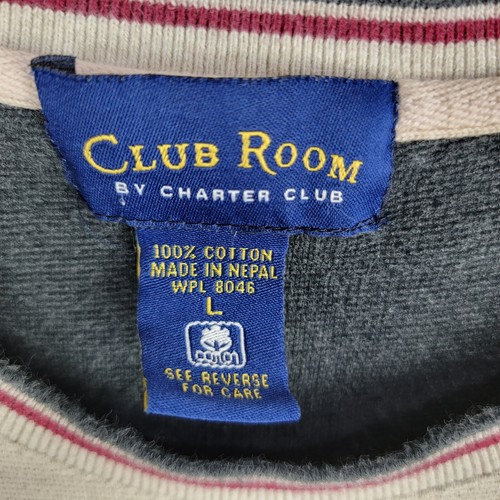 CLUB ROOM
BY CHARTER CLUB
100% COTTON
MADE IN NEPAL
WPL 8046
L
cotton
SEE REVERSE
FOR CARE